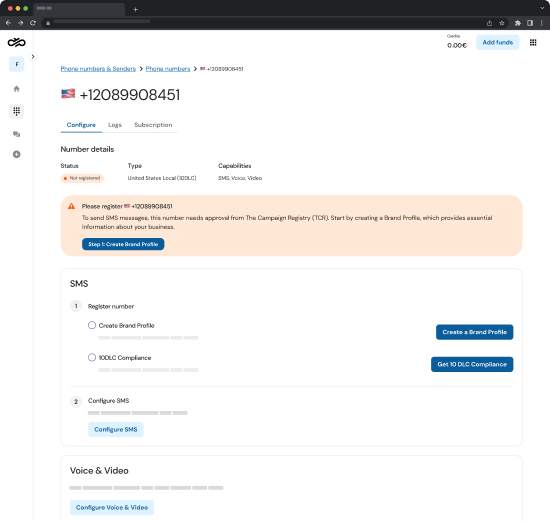 Credits
0.00€
Add funds
F
Phone numbers & Senders > Phone numbers > +12089908451
+12089908451
Configure Logs Subscription
Number details
Status Type Capabilities
Not registered United States Local (10DLC) SMS, Voice, Video
Please register +12089908451
To send SMS messages, this number needs approval from The Campaign Registry (TCR). Start by creating a Brand Profile, which provides essential
information about your business.
Step 1: Create Brand Profile
SMS
1 Register number
Create Brand Profile
Create a Brand Profile
10DLC Compliance
Get 10 DLC Compliance
2 Configure SMS
Configure SMS
Voice & Video
Configure Voice & Video